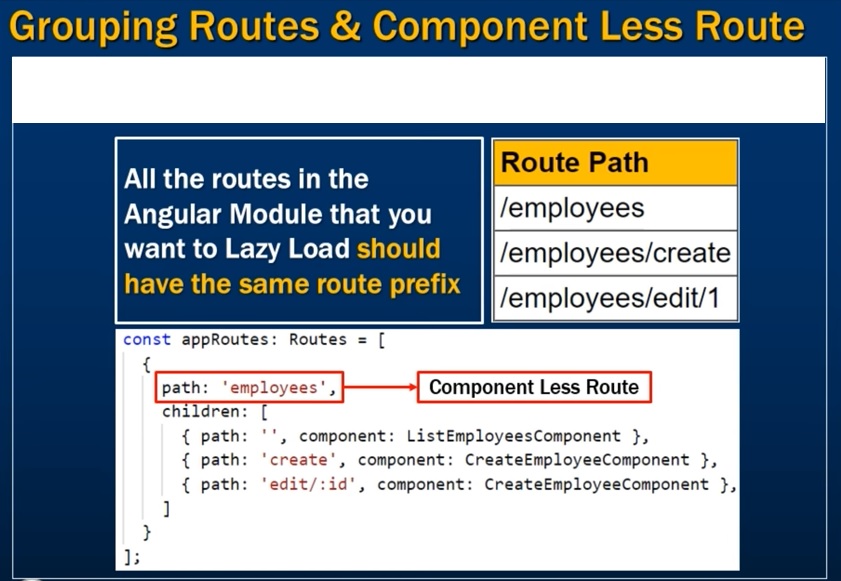 Grouping Routes & Component Less Route
All the routes in the
Angular Module that you
want to Lazy Load should
have the same route prefix
Route Path
/employees
/employees/create
/employees/edit/1
const appRoutes: Routes = [
{
path: 'employees',
Component Less Route
children: [
{ path: '', component: ListEmployeesComponent },
{ path: 'create', component: CreateEmployeeComponent },
{ path: 'edit/:id', component: CreateEmployeeComponent },
]
}
];